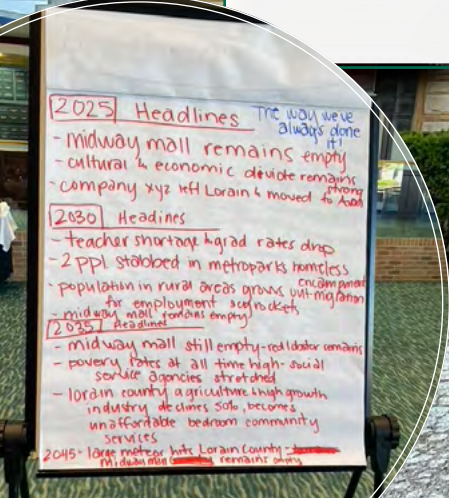 2025 Headlines The way we've
always done
it!
- midway mall remains empty
- cultural & economic divide remains
strong
- company xyz left Lorain & moved to
2030 Headines
- teacher shortage & grad rates drop
- 2 ppl stabbed in metroparks homeless
encampment
- population in rural areas grows out-migration
for employment scyrockets
- midway mall remains empty
2035 Headlines
- midway mall still empty - red lobster remains
- povery rates at all time high - social
service agencies stretched
- lorain county agriculture & high growth
industry declines 50%, becomes
unaffordable bedroom community
services
2045 - large meteor hits Lorain County -
midway mall remains empty